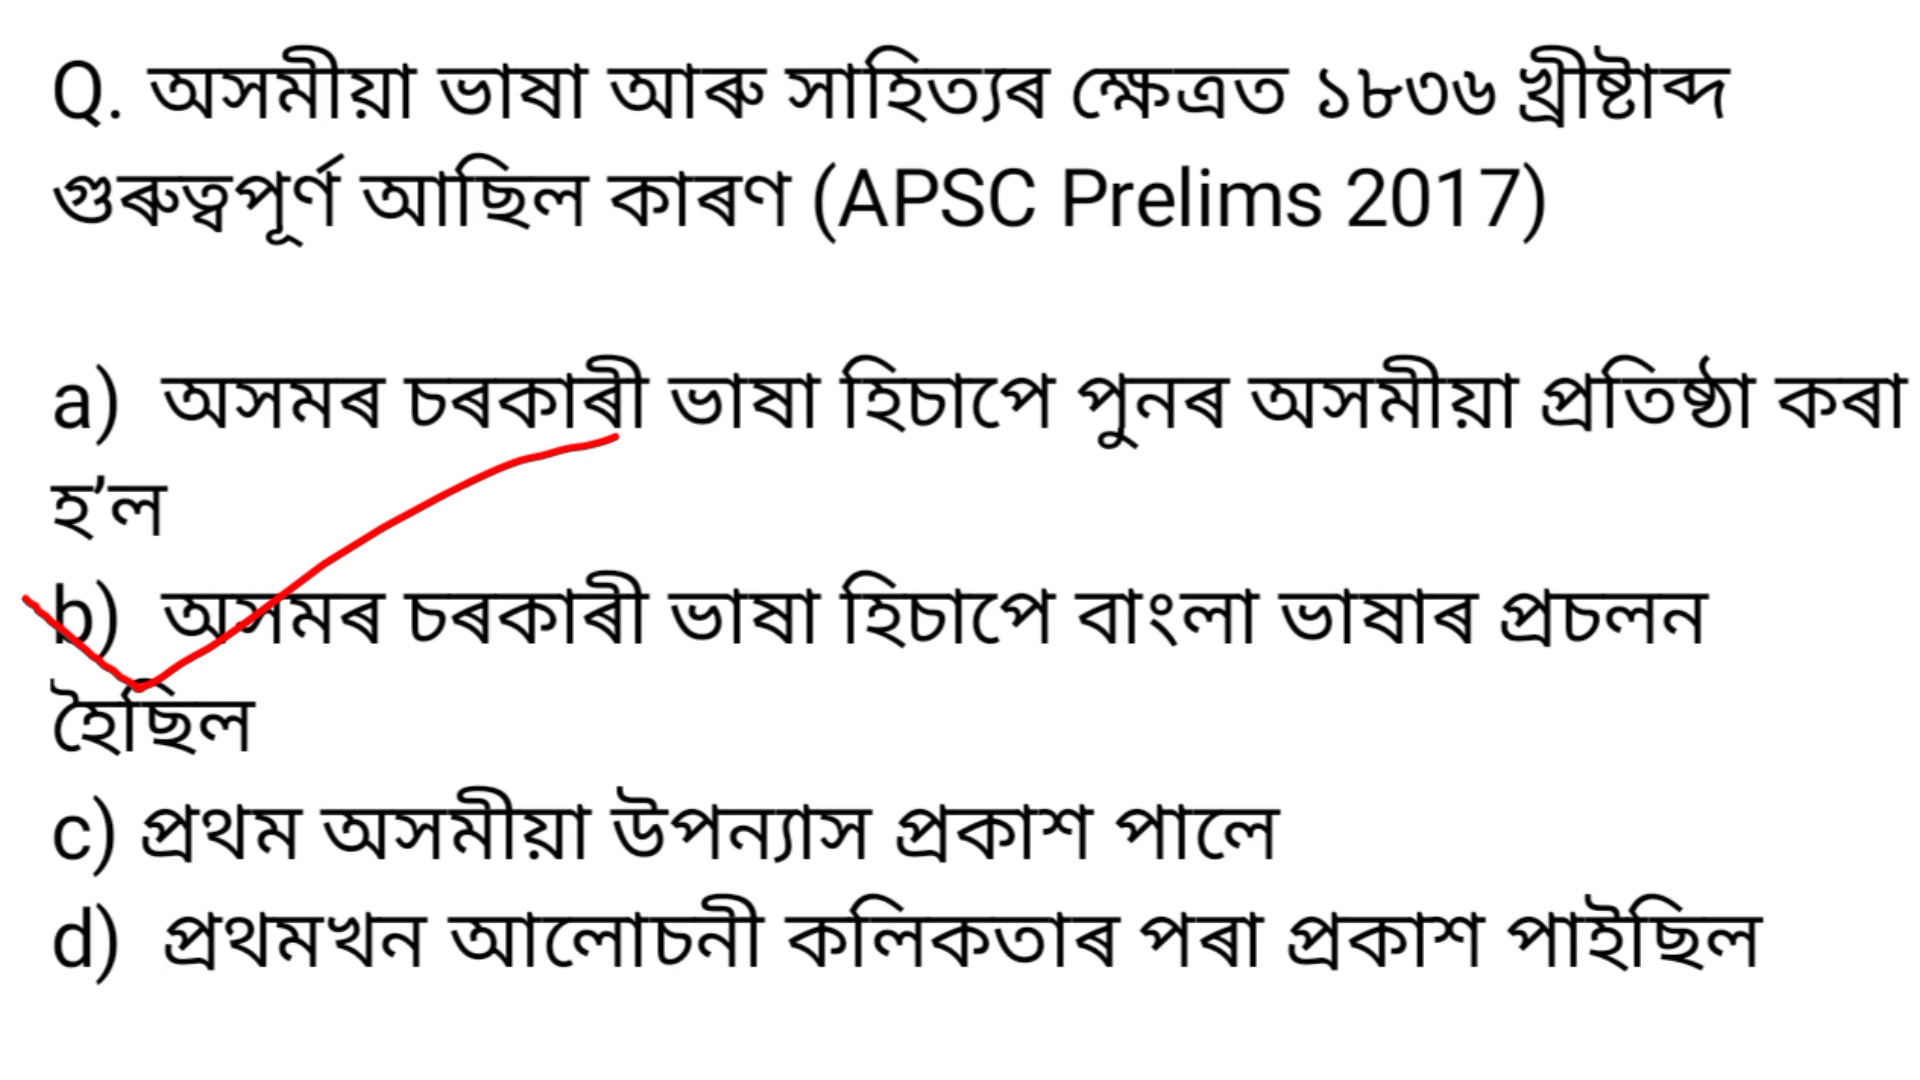 Q. অসমীয়া ভাষা আৰু সাহিত্যৰ ক্ষেত্ৰত ১৮৩৬ খ্ৰীষ্টাব্দ
গুৰুত্বপূৰ্ণ আছিল কাৰণ (APSC Prelims 2017)
a) অসমৰ চৰকাৰী ভাষা হিচাপে পুনৰ অসমীয়া প্ৰতিষ্ঠা কৰা
হ’ল
b) অসমৰ চৰকাৰী ভাষা হিচাপে বাংলা ভাষাৰ প্ৰচলন
হৈছিল
c) প্ৰথম অসমীয়া উপন্যাস প্ৰকাশ পালে
d) প্ৰথমখন আলোচনী কলিকতাৰ পৰা প্ৰকাশ পাইছিল